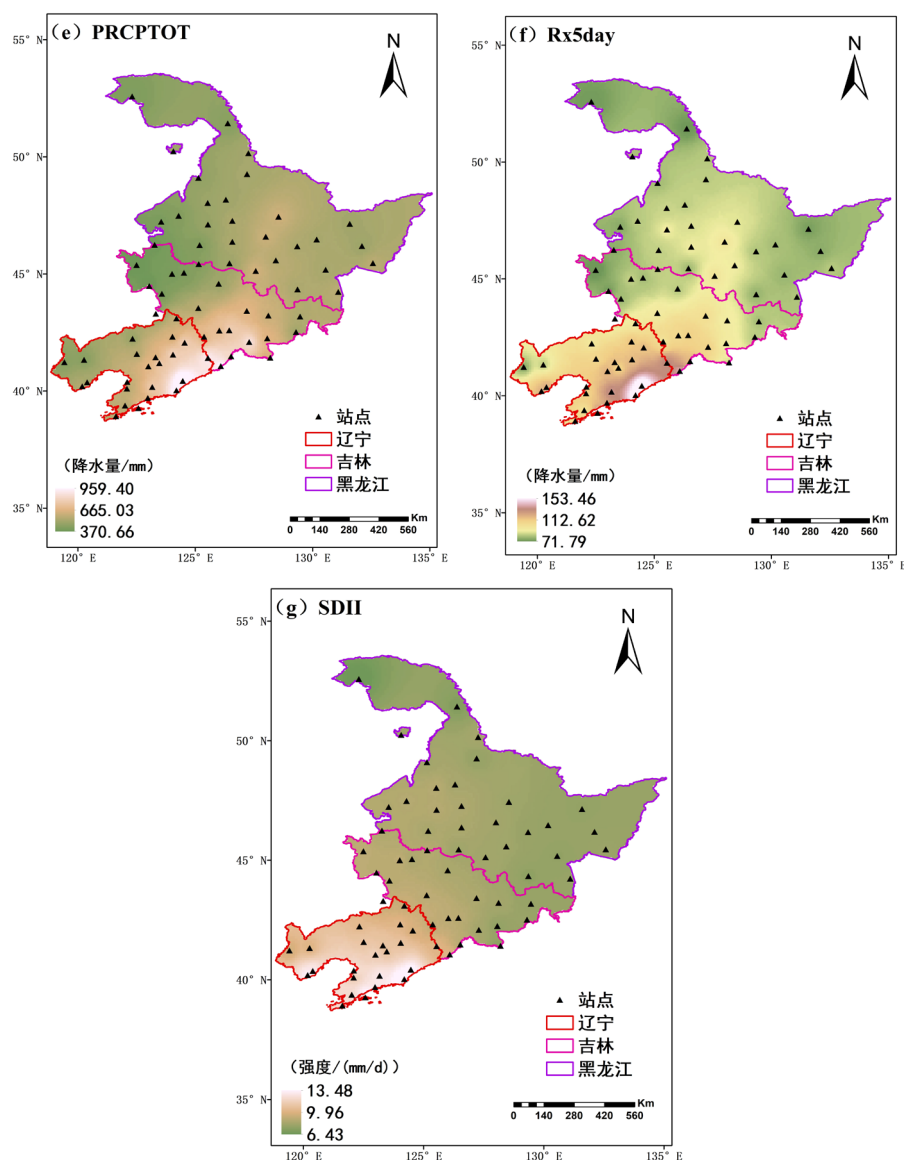 （e）PRCPTOT
N
55° N
50° N
45° N
40° N
35° N
站点
辽宁
吉林
黑龙江
（降水量/mm）
959.40
665.03
370.66
Km
0 140 280 420 560
120° E 125° E 130° E 135° E
（f）Rx5day
N
55° N
50° N
45° N
40° N
35° N
站点
辽宁
吉林
黑龙江
（降水量/mm）
153.46
112.62
71.79
Km
0 140 280 420 560
120° E 125° E 130° E 135° E
（g）SDII
N
55° N
50° N
45° N
40° N
35° N
站点
辽宁
吉林
黑龙江
（强度/(mm/d)）
13.48
9.96
6.43
Km
0 140 280 420 560
120° E 125° E 130° E 135° E